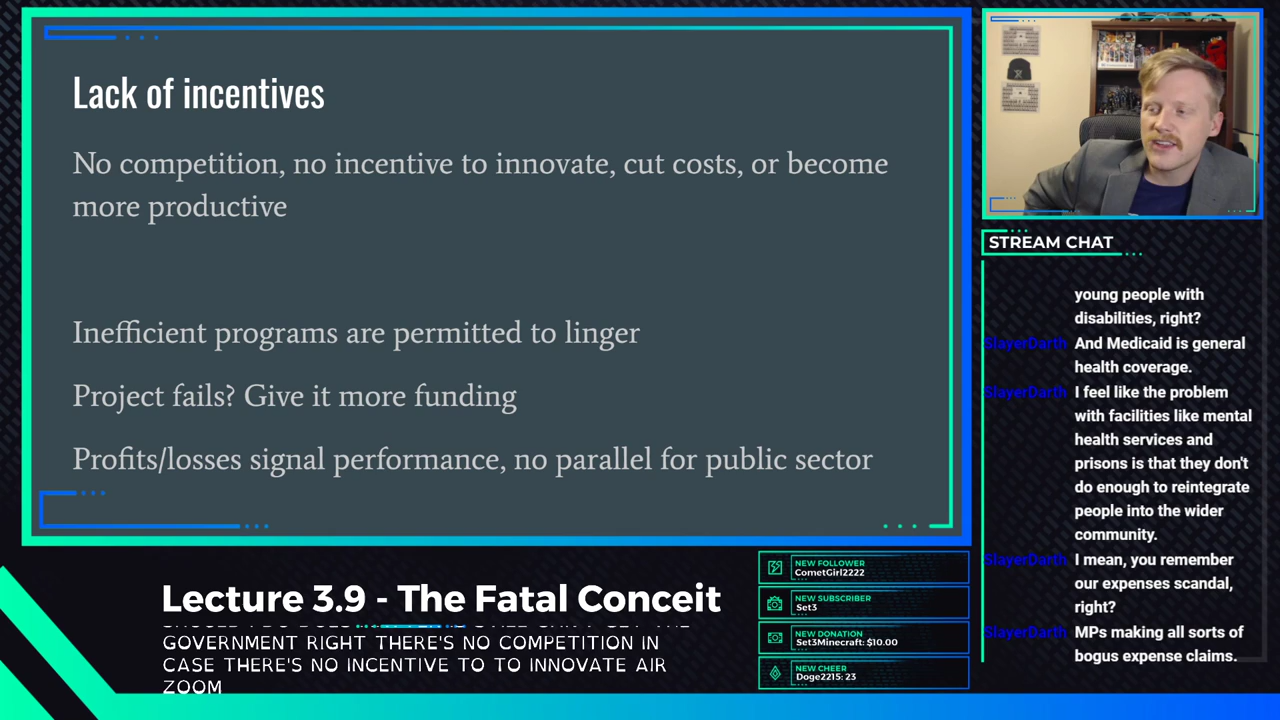 Lack of incentives
No competition, no incentive to innovate, cut costs, or become
more productive
Inefficient programs are permitted to linger
Project fails? Give it more funding
Profits/losses signal performance, no parallel for public sector
STREAM CHAT
young people with
disabilities, right?
SlayerDarth And Medicaid is general
health coverage.
SlayerDarth I feel like the problem
with facilities like mental
health services and
prisons is that they don't
do enough to reintegrate
people into the wider
community.
SlayerDarth I mean, you remember
our expenses scandal,
right?
SlayerDarth MPs making all sorts of
bogus expense claims.
Lecture 3.9 - The Fatal Conceit
GOVERNMENT RIGHT THERE'S NO COMPETITION IN
CASE THERE'S NO INCENTIVE TO TO INNOVATE AIR
ZOOM
NEW FOLLOWER
CometGirl2222
NEW SUBSCRIBER
Set3
NEW DONATION
Set3Minecraft: $10.00
NEW CHEER
Doge2215: 23